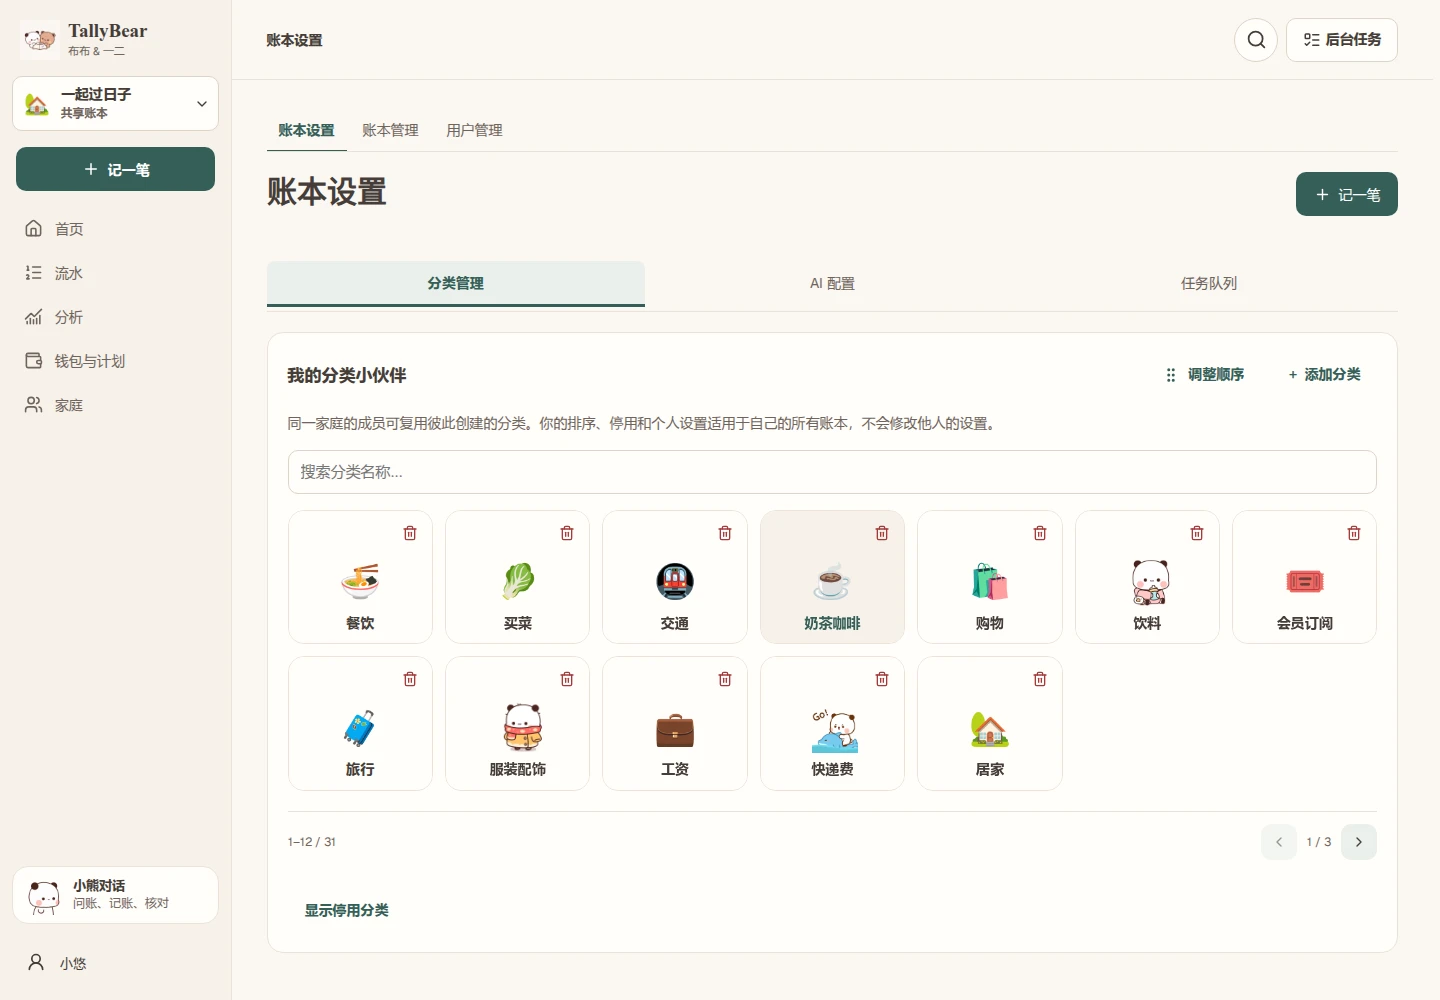 TallyBear
布布 & 一二
一起过日子
共享账本
+ 记一笔
首页
流水
分析
钱包与计划
家庭
小熊对话
问账、记账、核对
小悠
账本设置
后台任务
账本设置
账本管理
用户管理
账本设置
+ 记一笔
分类管理
AI 配置
任务队列
我的分类小伙伴
调整顺序
+ 添加分类
同一家庭的成员可复用彼此创建的分类。你的排序、停用和个人设置适用于自己的所有账本，不会修改他人的设置。
搜索分类名称...
餐饮
买菜
交通
奶茶咖啡
购物
饮料
会员订阅
旅行
服装配饰
工资
Go!
快递费
居家
1–12 / 31
1 / 3
显示停用分类